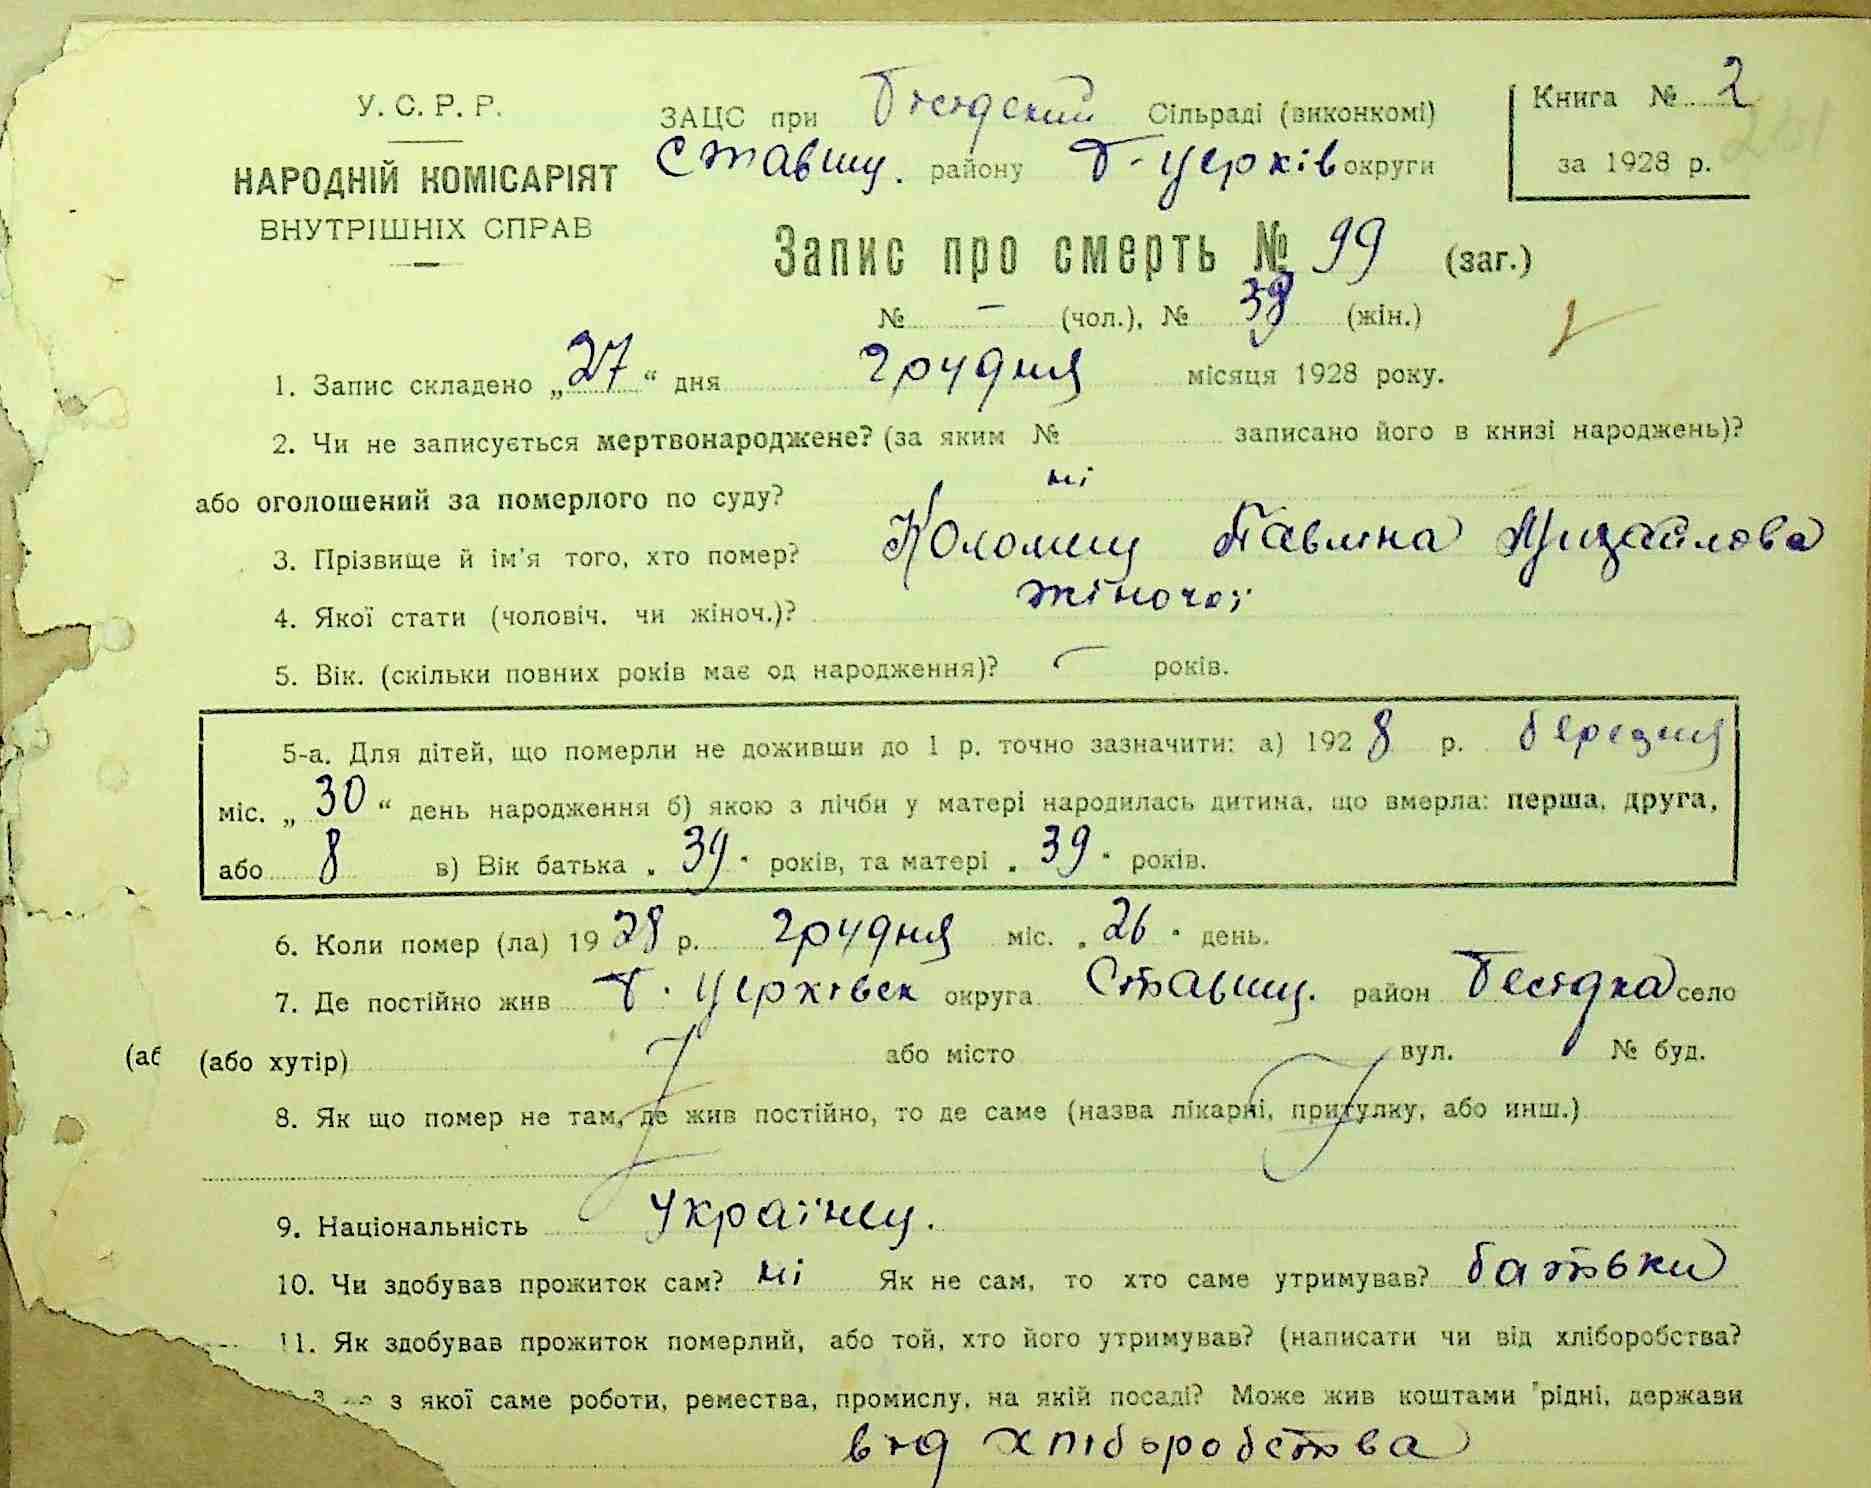 У. С. Р. Р.
НАРОДНІЙ КОМІСАРІЯТ
ВНУТРІШНІХ СПРАВ
ЗАЦС при Бесідский Сільраді (виконкомі)
Ставищ. району Б-Церків округи
Книга № 2
за 1928 р.
Запис про смерть № 99 (заг.)
№ — (чол.), № 39 (жін.)
1. Запис складено „27“ дня грудня місяця 1928 року.
2. Чи не записується мертвонароджене? (за яким № записано його в книзі народжень)?
або оголошений за померлого по суду? ні
3. Прізвище й ім'я того, хто помер? Коломиец Павлина Михайлова
4. Якої стати (чоловіч. чи жіноч.)? жіночої
5. Вік. (скільки повних років має од народження)? — років.
5-а. Для дітей, що померли не доживши до 1 р. точно зазначити: а) 1928 р. березня
міс. „30“ день народження б) якою з лічби у матері народилась дитина, що вмерла: перша, друга,
або 8 в) Вік батька „39“ років, та матері „39“ років.
6. Коли помер (ла) 1928 р. грудня міс. „26“ день.
7. Де постійно жив Б. Церківск округа Ставищ. район Бесідка село
(аб (або хутір) або місто вул. № буд.
8. Як що помер не там, де жив постійно, то де саме (назва лікарні, притулку, або инш.)
9. Національність Україпец.
10. Чи здобував прожиток сам? ні Як не сам, то хто саме утримував? батьки
11. Як здобував прожиток померлий, або той, хто його утримував? (написати чи від хліборобства?
з якої саме роботи, ремества, промислу, на якій посаді? Може жив коштами рідні, держави
від хліборобства